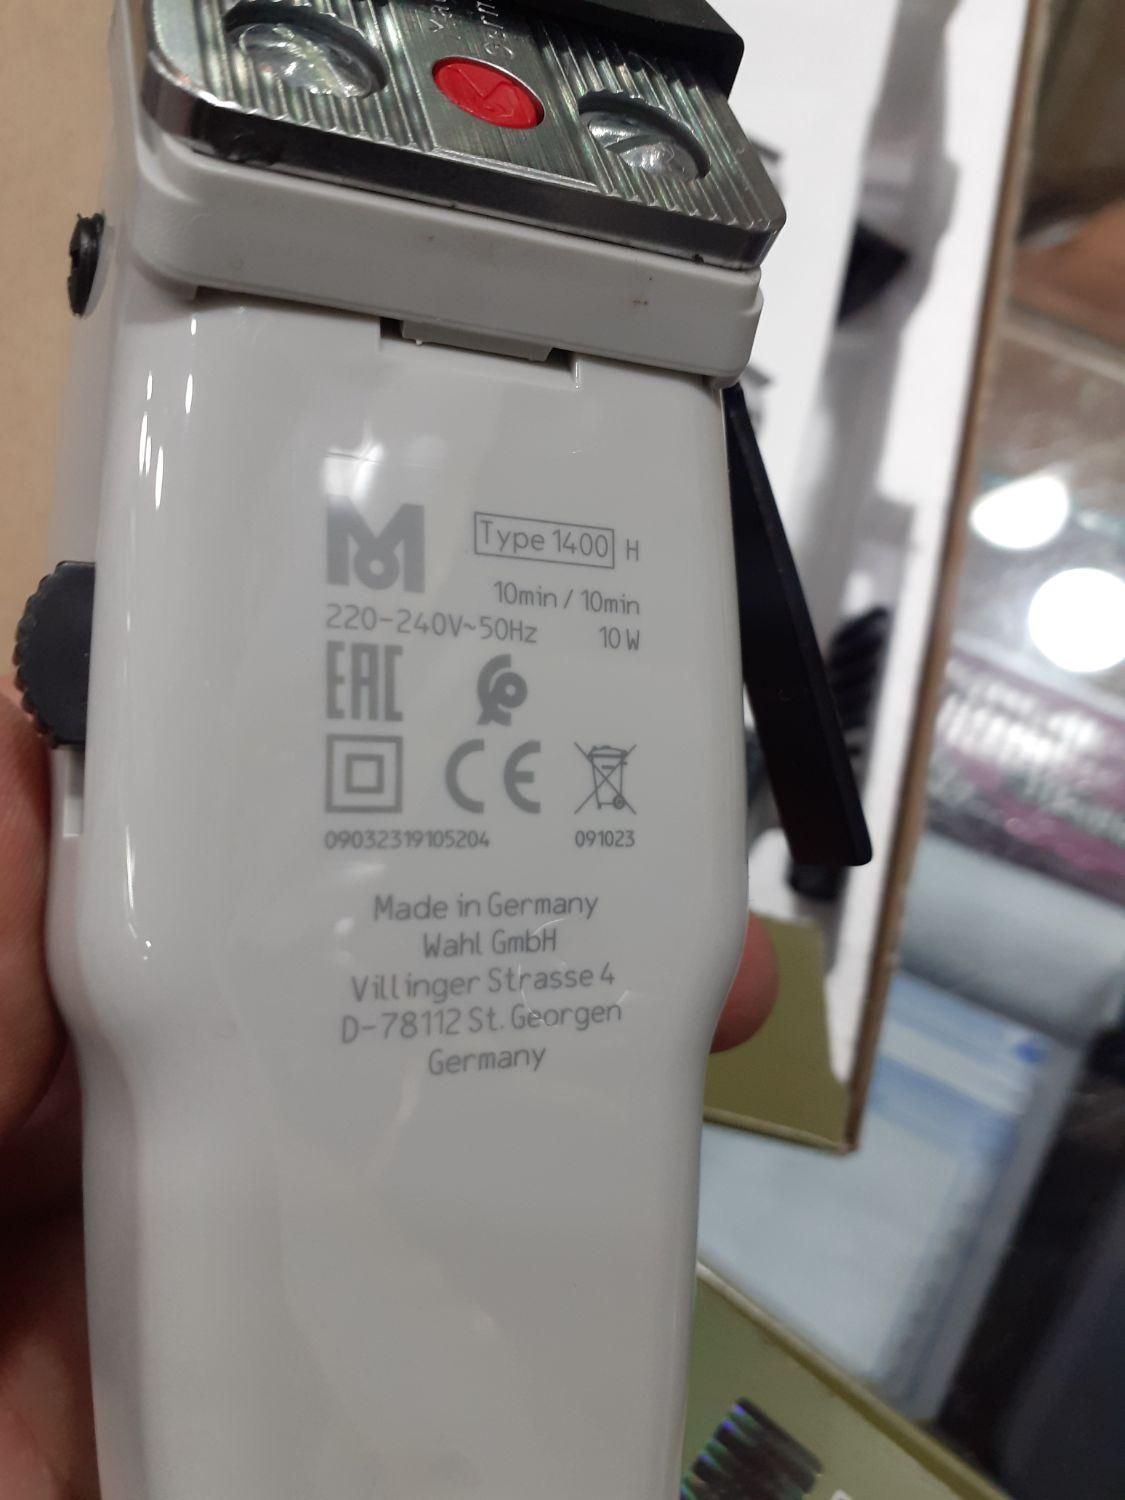 Type 1400 H
10min / 10min
220-240V~50Hz 10 W
EAC
CE
09032319105204 091023
Made in Germany
Wahl GmbH
Villinger Strasse 4
D-78112 St. Georgen
Germany